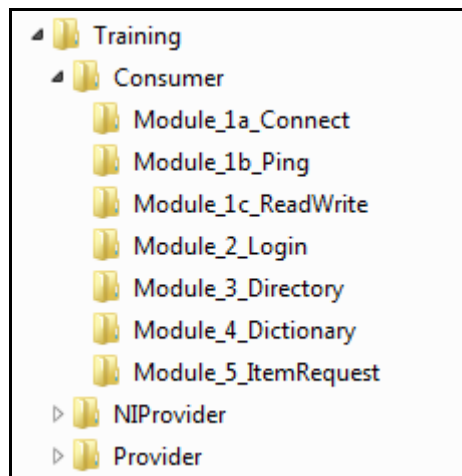 Training
Consumer
Module_1a_Connect
Module_1b_Ping
Module_1c_ReadWrite
Module_2_Login
Module_3_Directory
Module_4_Dictionary
Module_5_ItemRequest
NIProvider
Provider